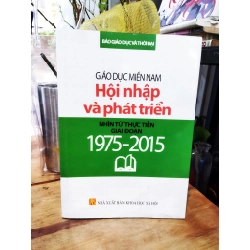 BÁO GIÁO DỤC VÀ THỜI ĐẠI
GIÁO DỤC MIỀN NAM
Hội nhập
và phát triển
NHÌN TỪ THỰC TIỄN
GIAI ĐOẠN
1975-2015
NHÀ XUẤT BẢN KHOA HỌC XÃ HỘI